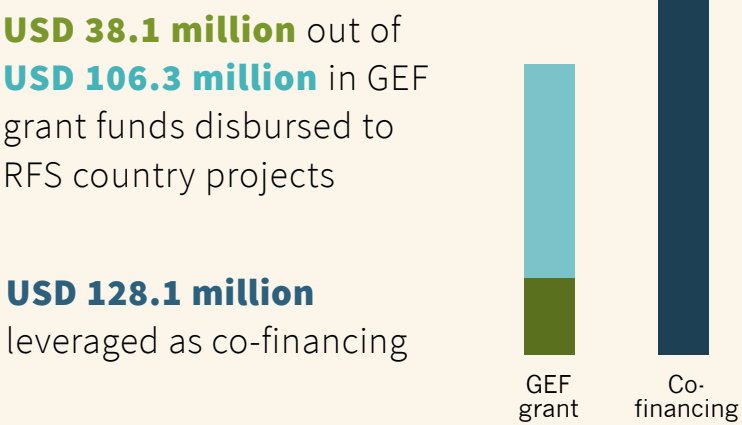 USD 38.1 million out of
USD 106.3 million in GEF
grant funds disbursed to
RFS country projects
USD 128.1 million
leveraged as co-financing
GEF
grant
Co-
financing